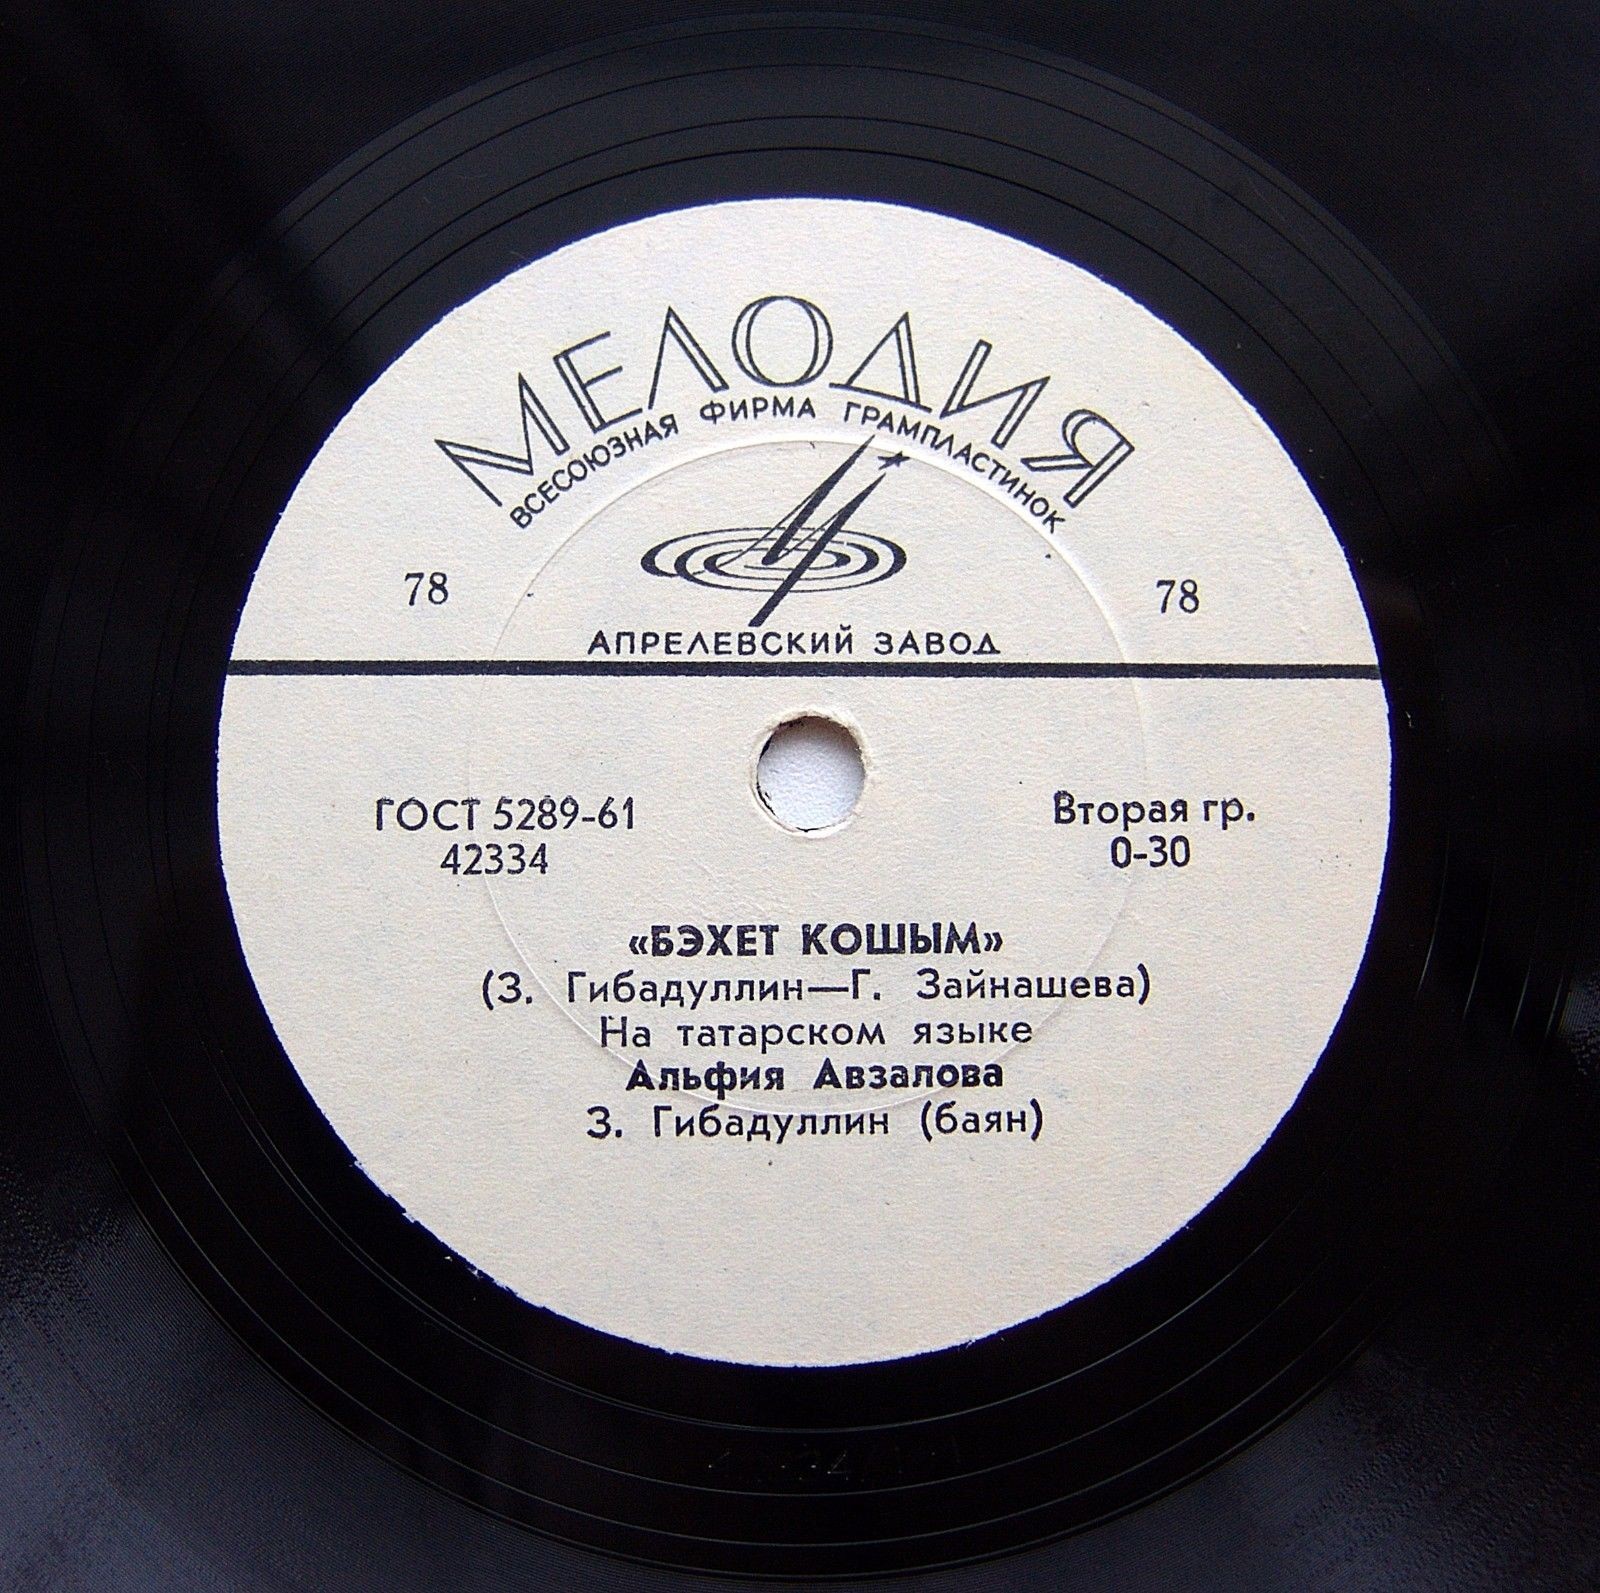 МЕЛОДИЯ
ВСЕСОЮЗНАЯ ФИРМА ГРАМПЛАСТИНОК
78
78
АПРЕЛЕВСКИЙ ЗАВОД
ГОСТ 5289-61
42334
Вторая гр.
0-30
«БЭХЕТ КОШЫМ»
(З. Гибадуллин—Г. Зайнашева)
На татарском языке
Альфия Авзалова
З. Гибадуллин (баян)